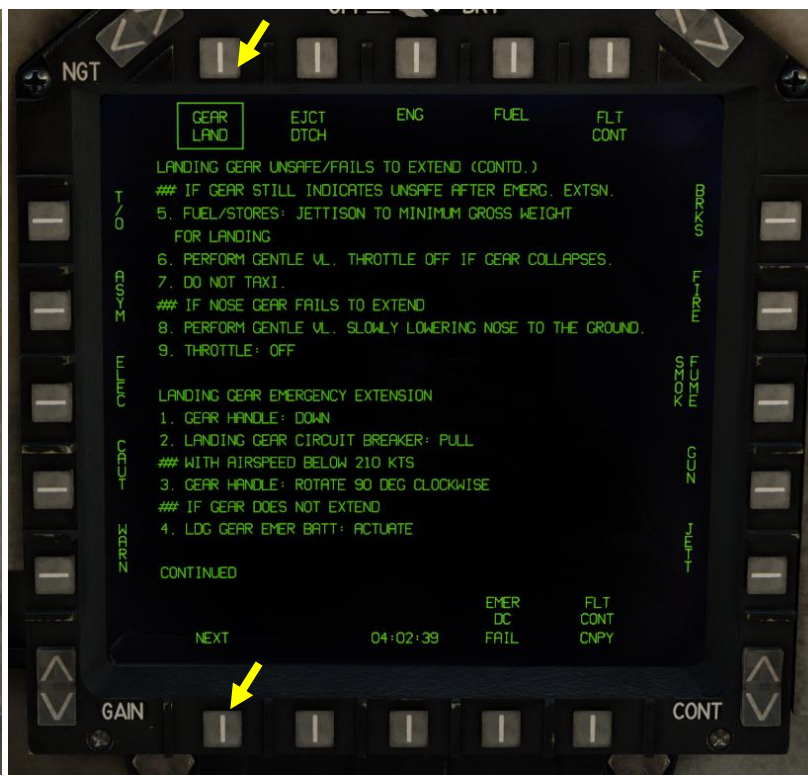 NGT
GEAR EJCT ENG FUEL FLT
LAND DTCH CONT
LANDING GEAR UNSAFE/FAILS TO EXTEND (CONTD.)
## IF GEAR STILL INDICATES UNSAFE AFTER EMERG. EXTSN.
5. FUEL/STORES: JETTISON TO MINIMUM GROSS WEIGHT
FOR LANDING
6. PERFORM GENTLE VL. THROTTLE OFF IF GEAR COLLAPSES.
7. DO NOT TAXI.
## IF NOSE GEAR FAILS TO EXTEND
8. PERFORM GENTLE VL. SLOWLY LOWERING NOSE TO THE GROUND.
9. THROTTLE: OFF
LANDING GEAR EMERGENCY EXTENSION
1. GEAR HANDLE: DOWN
2. LANDING GEAR CIRCUIT BREAKER: PULL
## WITH AIRSPEED BELOW 210 KTS
3. GEAR HANDLE: ROTATE 90 DEG CLOCKWISE
## IF GEAR DOES NOT EXTEND
4. LDG GEAR EMER BATT: ACTUATE
CONTINUED
T/O
ASYM
ELEC
CAUT
WARN
BRKS
FIRE
SMOK FUME
GUN
JETT
EMER FLT
DC CONT
NEXT 04:02:39 FAIL CNPY
GAIN CONT